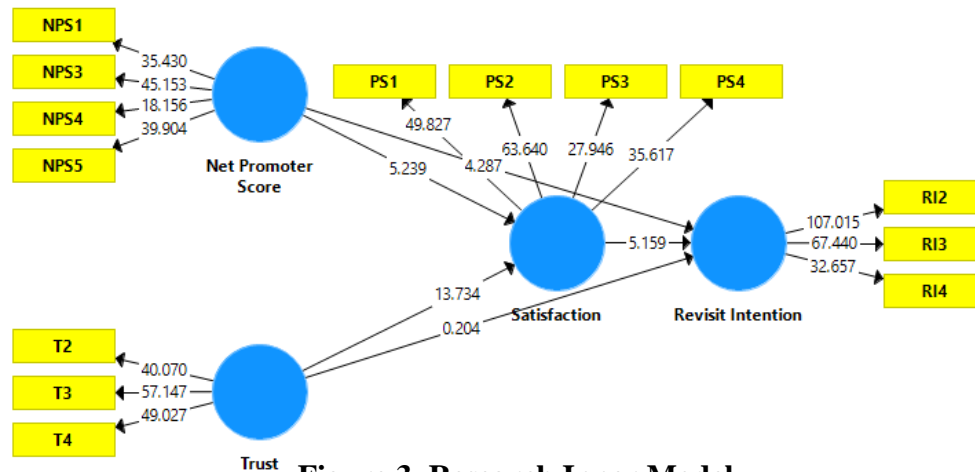 NPS1
NPS3
NPS4
NPS5
35.430
45.153
18.156
39.904
Net Promoter
Score
PS1
PS2
PS3
PS4
49.827
63.640
27.946
35.617
5.239
4.287
5.159
13.734
0.204
Satisfaction
Revisit Intention
107.015
67.440
32.657
RI2
RI3
RI4
T2
T3
T4
40.070
57.147
49.027
Trust